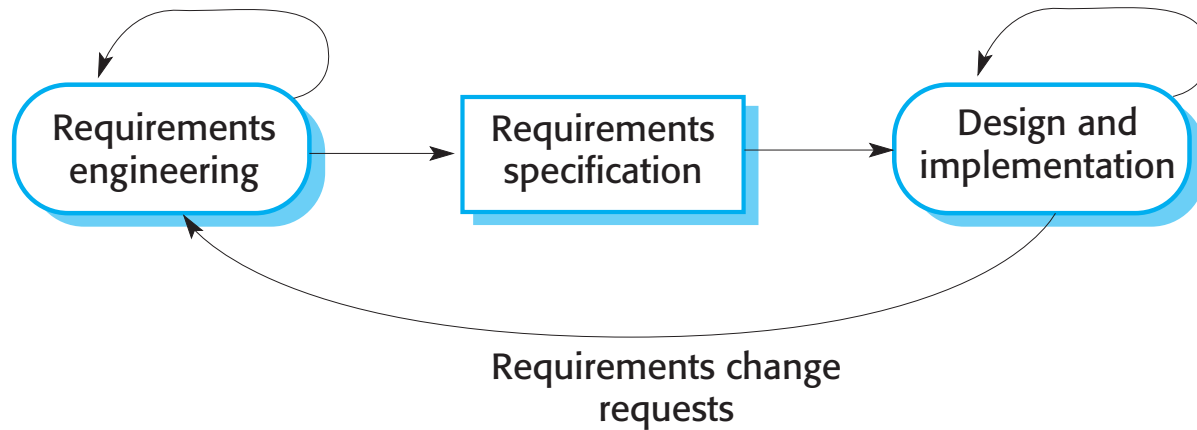 Requirements
engineering
Requirements
specification
Design and
implementation
Requirements change
requests